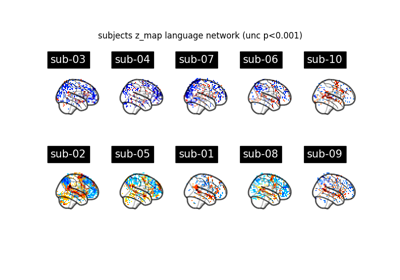 subjects z_map language network (unc p<0.001)
sub-03 sub-04 sub-07 sub-06 sub-10
sub-02 sub-05 sub-01 sub-08 sub-09